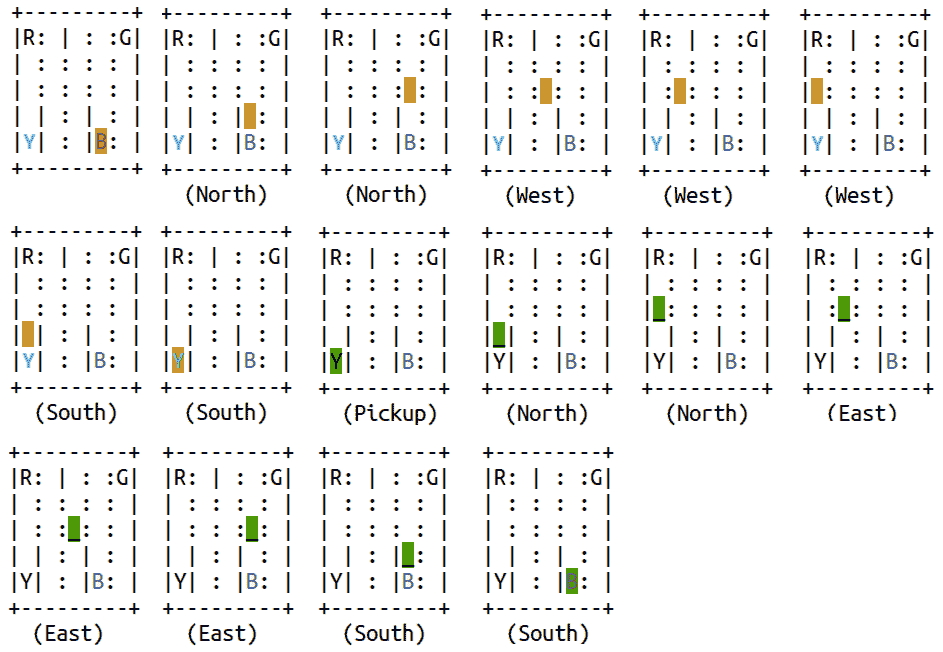 +---------+
|R: | : :G|
| : : : : |
| : : : : |
| | : | : |
|Y| : |B: |
+---------+
+---------+
|R: | : :G|
| : : : : |
| : : : : |
| | : | : |
|Y| : |B: |
+---------+
(North)
+---------+
|R: | : :G|
| : : : : |
| : : : : |
| | : | : |
|Y| : |B: |
+---------+
(North)
+---------+
|R: | : :G|
| : : : : |
| : : : : |
| | : | : |
|Y| : |B: |
+---------+
(West)
+---------+
|R: | : :G|
| : : : : |
| : : : : |
| | : | : |
|Y| : |B: |
+---------+
(West)
+---------+
|R: | : :G|
| : : : : |
| : : : : |
| | : | : |
|Y| : |B: |
+---------+
(West)
+---------+
|R: | : :G|
| : : : : |
| : : : : |
| | : | : |
|Y| : |B: |
+---------+
(South)
+---------+
|R: | : :G|
| : : : : |
| : : : : |
| | : | : |
|Y| : |B: |
+---------+
(South)
+---------+
|R: | : :G|
| : : : : |
| : : : : |
| | : | : |
|Y| : |B: |
+---------+
(Pickup)
+---------+
|R: | : :G|
| : : : : |
| : : : : |
|_| : | : |
|Y| : |B: |
+---------+
(North)
+---------+
|R: | : :G|
| : : : : |
|_: : : : |
| | : | : |
|Y| : |B: |
+---------+
(North)
+---------+
|R: | : :G|
| : : : : |
| :_: : : |
| | : | : |
|Y| : |B: |
+---------+
(East)
+---------+
|R: | : :G|
| : : : : |
| : :_: : |
| | : | : |
|Y| : |B: |
+---------+
(East)
+---------+
|R: | : :G|
| : : : : |
| : : :_: |
| | : | : |
|Y| : |B: |
+---------+
(East)
+---------+
|R: | : :G|
| : : : : |
| : : : : |
| | : |_: |
|Y| : |B: |
+---------+
(South)
+---------+
|R: | : :G|
| : : : : |
| : : : : |
| | : | : |
|Y| : |B: |
+---------+
(South)